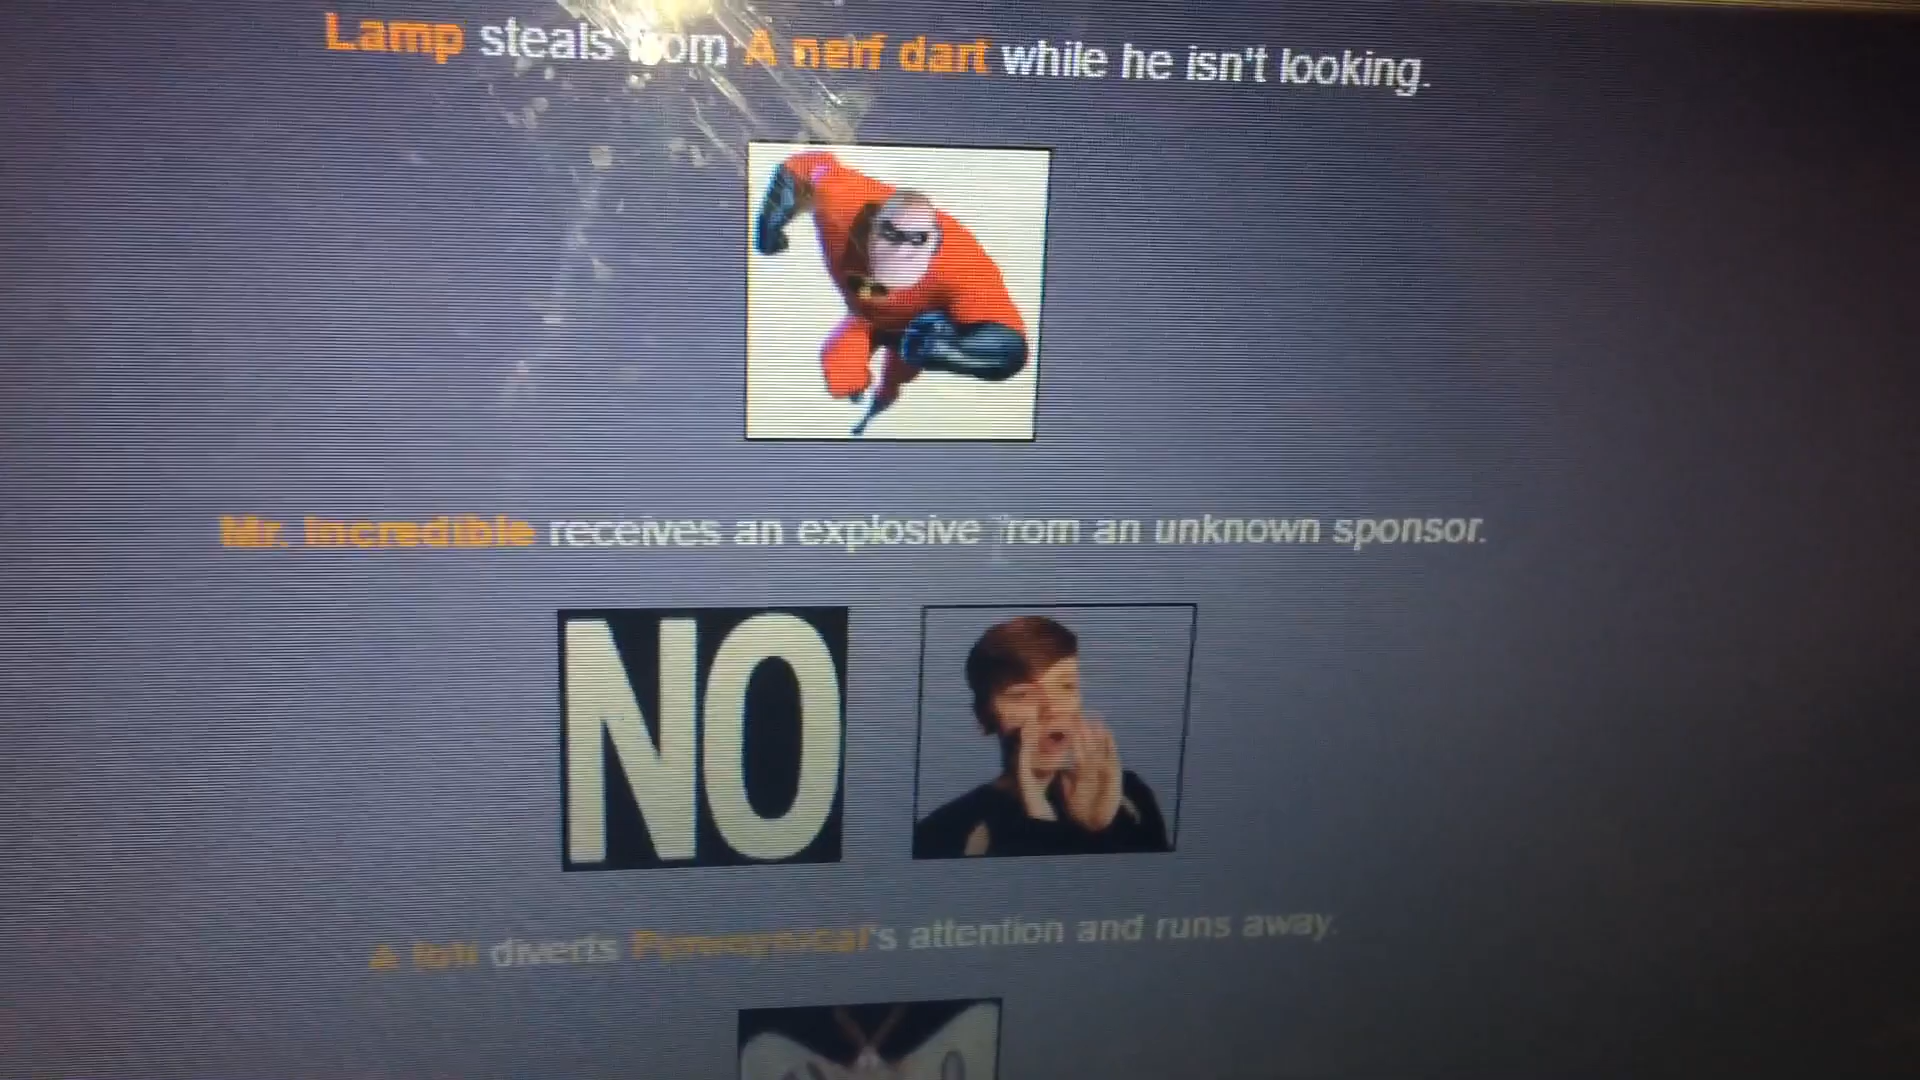 Lamp steals from A nerf dart while he isn't looking.
Mr. Incredible receives an explosive from an unknown sponsor.
NO
A diverts 's attention and runs away.